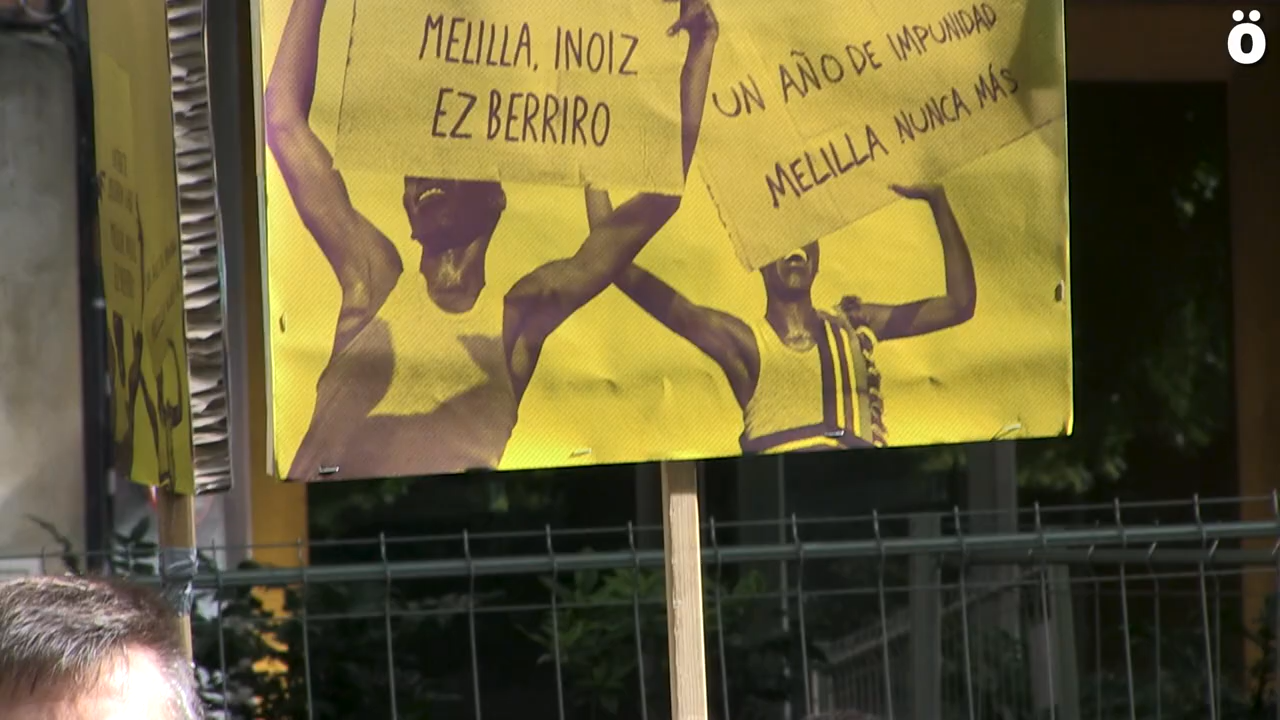 MELILLA, INOIZ
EZ BERRIRO
UN AÑO DE IMPUNIDAD
MELILLA NUNCA MÁS
ö